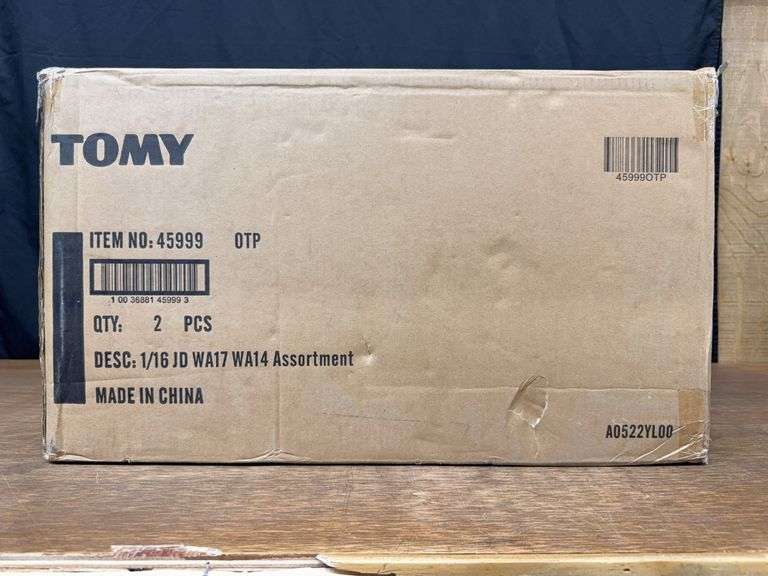 TOMY
45999OTP
ITEM NO: 45999 OTP
1 00 36881 45999 3
QTY: 2 PCS
DESC: 1/16 JD WA17 WA14 Assortment
MADE IN CHINA
A0522YL00